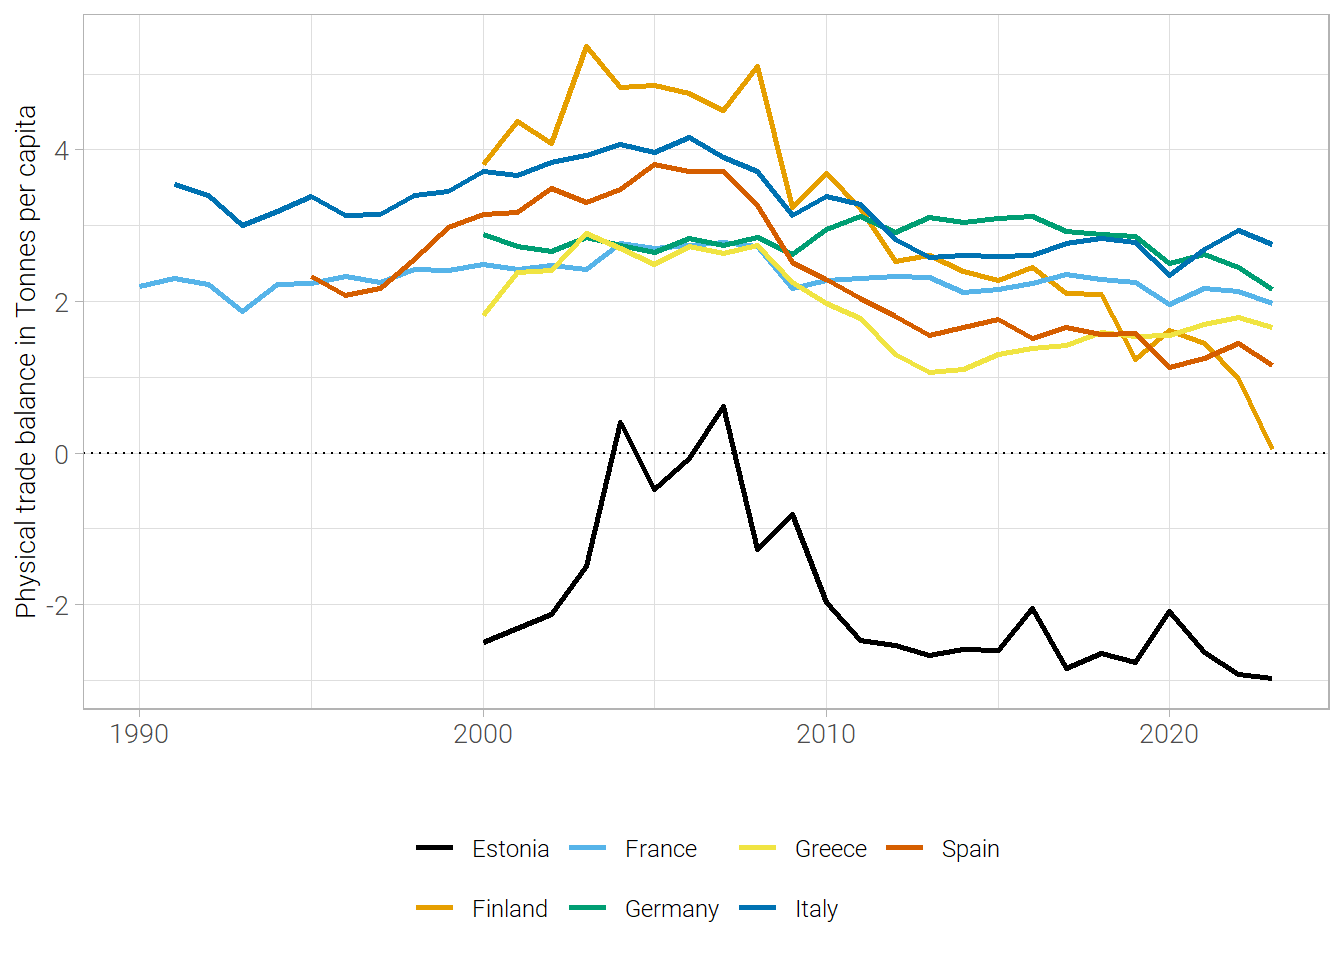 Physical trade balance in Tonnes per capita
4
2
0
-2
1990 2000 2010 2020
Estonia France Greece Spain
Finland Germany Italy